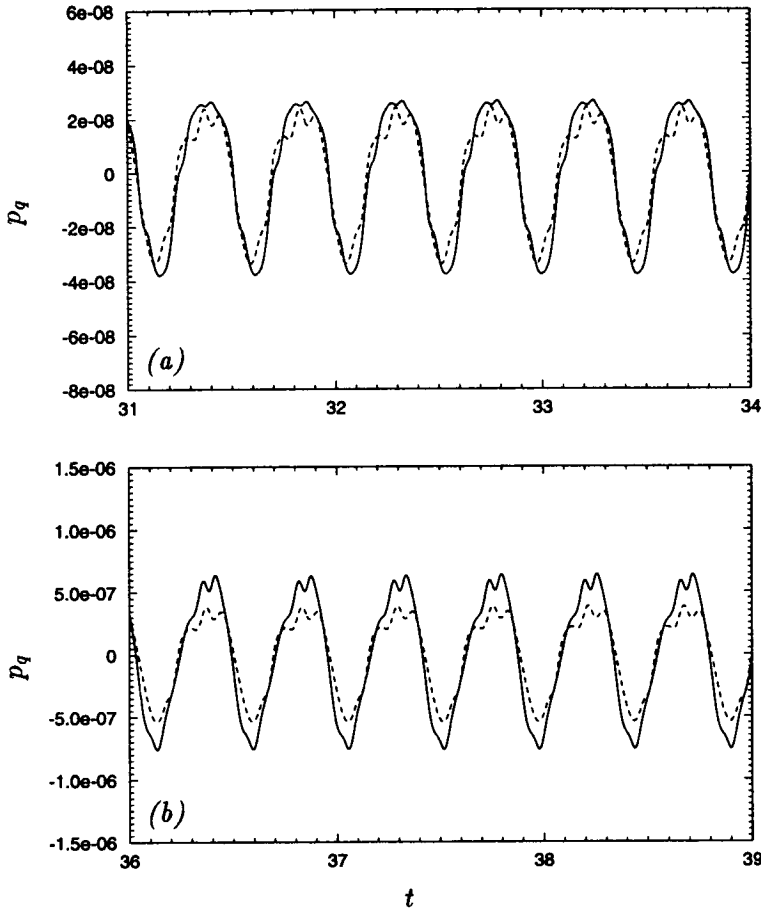 6e-08
4e-08
2e-08
0
-2e-08
-4e-08
-6e-08
-8e-08
p_q
(a)
31 32 33 34
1.5e-06
1.0e-06
5.0e-07
0
-5.0e-07
-1.0e-06
-1.5e-06
p_q
(b)
36 37 38 39
t